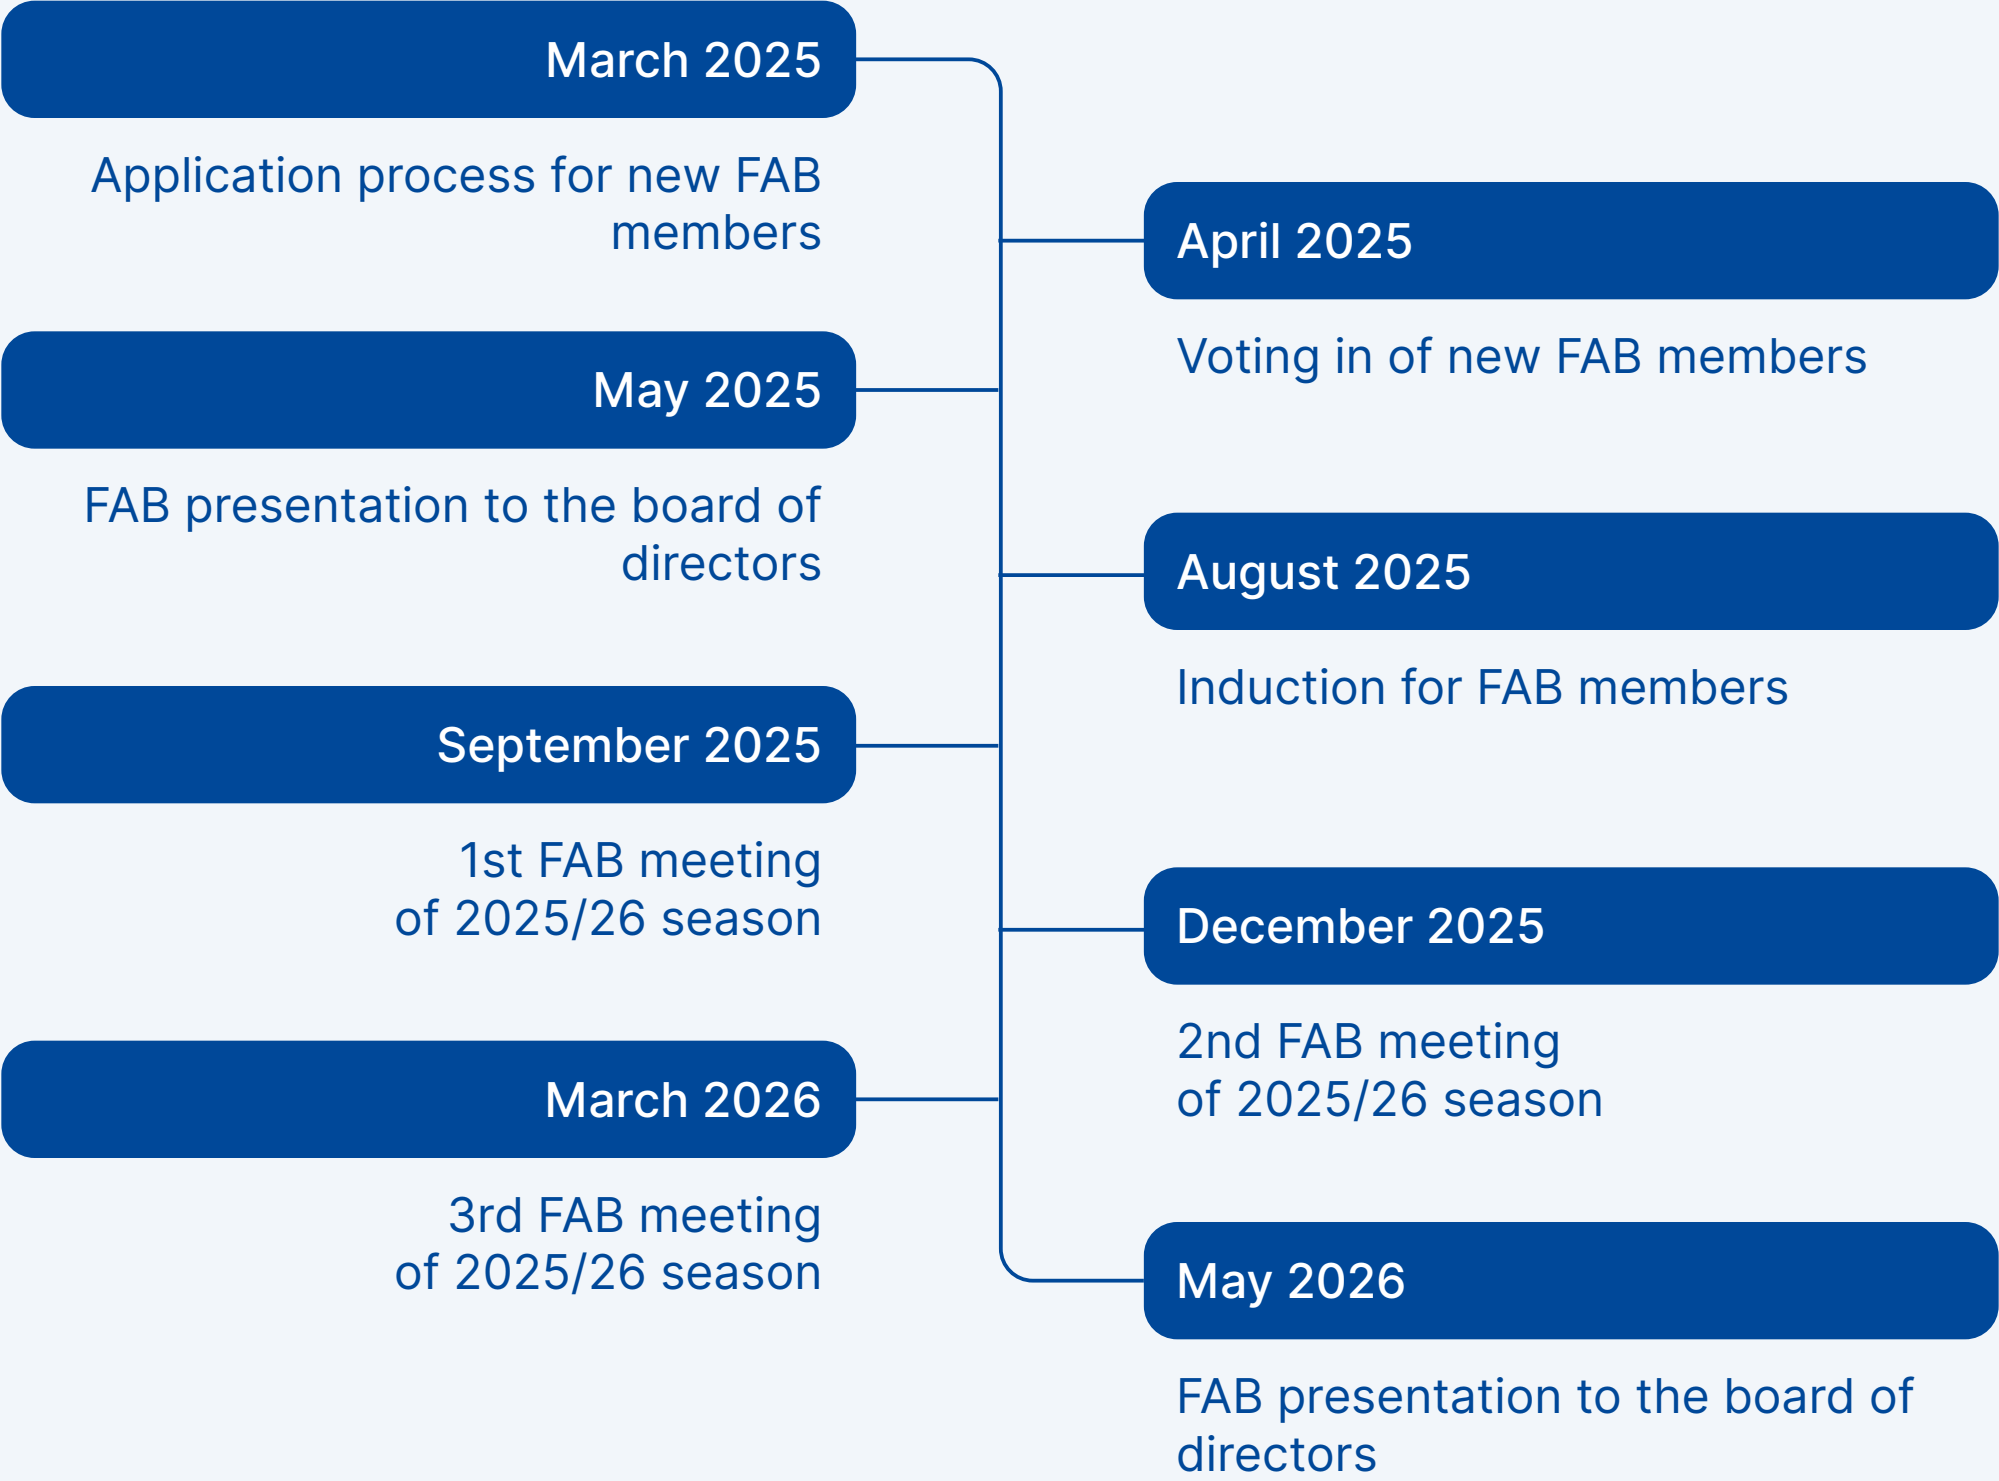 March 2025
Application process for new FAB
members
April 2025
Voting in of new FAB members
May 2025
FAB presentation to the board of
directors
August 2025
Induction for FAB members
September 2025
1st FAB meeting
of 2025/26 season
December 2025
2nd FAB meeting
of 2025/26 season
March 2026
3rd FAB meeting
of 2025/26 season
May 2026
FAB presentation to the board of
directors